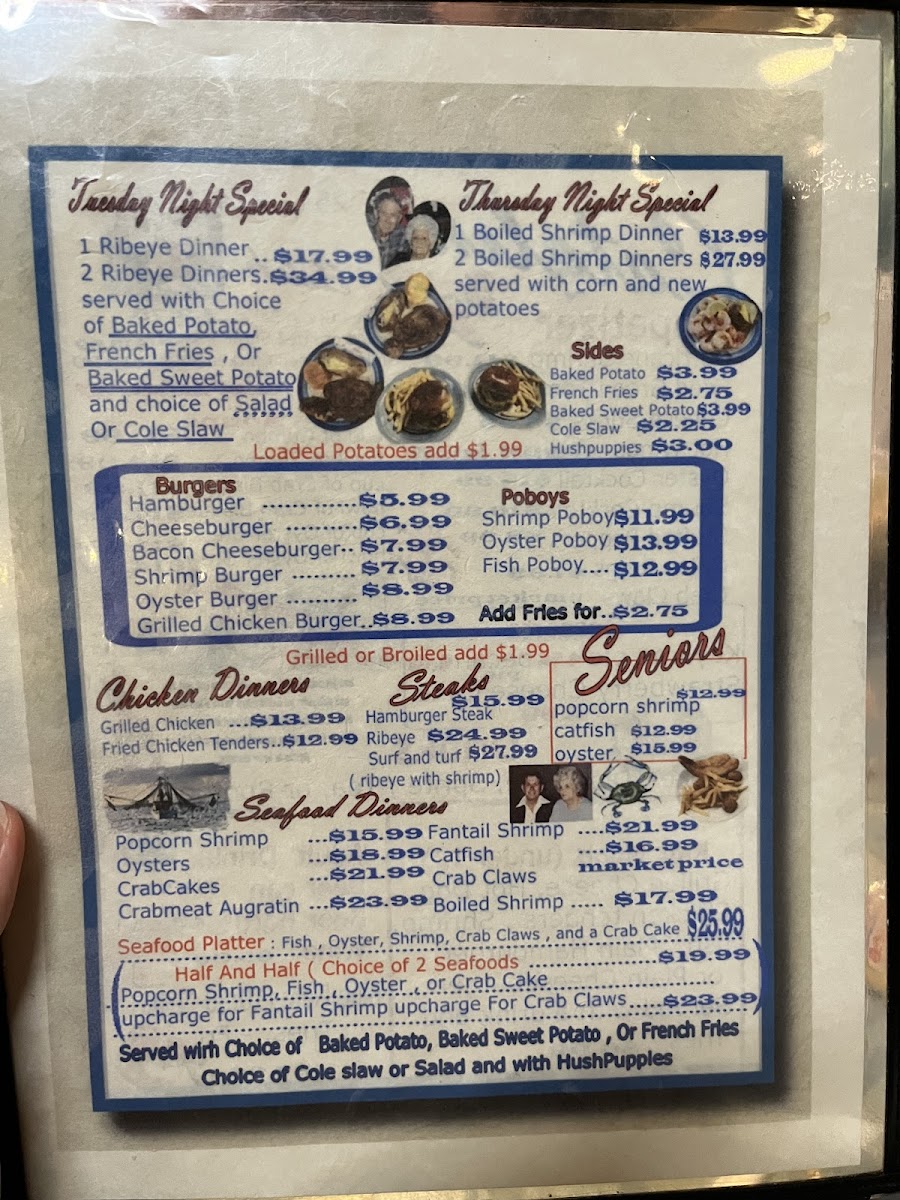 Tuesday Night Special
1 Ribeye Dinner .. $17.99
2 Ribeye Dinners.$34.99
served with Choice
of Baked Potato,
French Fries , Or
Baked Sweet Potato
and choice of Salad
Or Cole Slaw
Thursday Night Special
1 Boiled Shrimp Dinner $13.99
2 Boiled Shrimp Dinners $27.99
served with corn and new
potatoes
Sides
Baked Potato $3.99
French Fries $2.75
Baked Sweet Potato $3.99
Cole Slaw $2.25
Hushpuppies $3.00
Loaded Potatoes add $1.99
Burgers
Hamburger ..................$5.99
Cheeseburger ..........$6.99
Bacon Cheeseburger.. $7.99
Shrimp Burger ......... $7.99
Oyster Burger .......... $8.99
Grilled Chicken Burger..$8.99
Poboys
Shrimp Poboy$11.99
Oyster Poboy $13.99
Fish Poboy.... $12.99
Add Fries for..$2.75
Grilled or Broiled add $1.99
Chicken Dinners
Grilled Chicken ...$13.99
Fried Chicken Tenders..$12.99
Steaks
$15.99
Hamburger Steak
Ribeye $24.99
Surf and turf $27.99
( ribeye with shrimp)
Seniors
$12.99
popcorn shrimp
catfish $12.99
oyster $15.99
Seafood Dinners
Popcorn Shrimp ...$15.99
Oysters ...$18.99
CrabCakes ...$21.99
Crabmeat Augratin ...$23.99
Fantail Shrimp ....$21.99
Catfish ....$16.99
Crab Claws market price
Boiled Shrimp ..... $17.99
Seafood Platter : Fish , Oyster, Shrimp, Crab Claws , and a Crab Cake $25.99
Half And Half ( Choice of 2 Seafoods ....................$19.99
Popcorn Shrimp, Fish , Oyster , or Crab Cake
upcharge for Fantail Shrimp upcharge For Crab Claws.....$23.99
Served wirh Choice of Baked Potato, Baked Sweet Potato , Or French Fries
Choice of Cole slaw or Salad and with HushPuppies